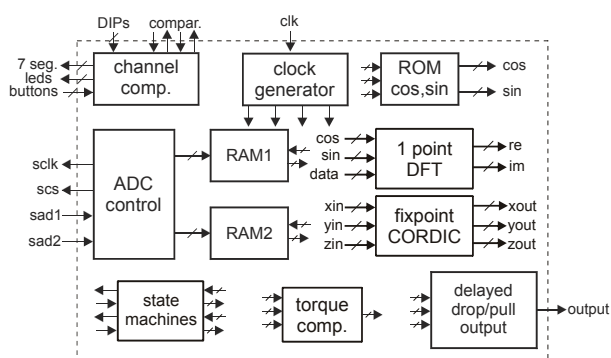 DIPs
compar.
clk
7 seg.
leds
buttons
channel
comp.
clock
generator
ROM
cos,sin
cos
sin
sclk
scs
sad1
sad2
ADC
control
RAM1
RAM2
cos
sin
data
1 point
DFT
re
im
xin
yin
zin
fixpoint
CORDIC
xout
yout
zout
state
machines
torque
comp.
delayed
drop/pull
output
output